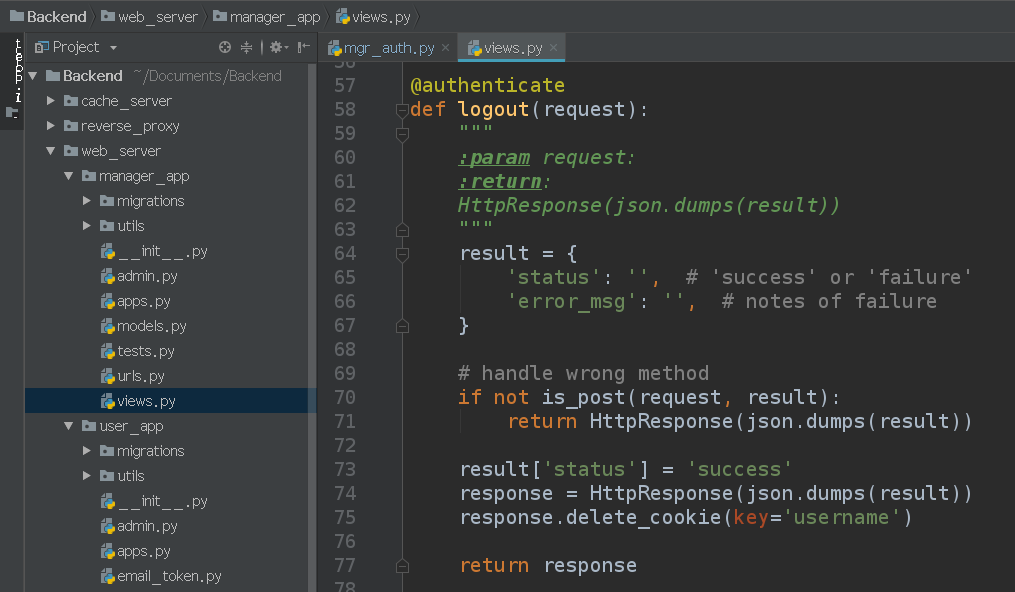 Backend web_server manager_app views.py
Project
mgr_auth.py views.py
Backend ~/Documents/Backend
cache_server
reverse_proxy
web_server
manager_app
migrations
utils
__init__.py
admin.py
apps.py
models.py
tests.py
urls.py
views.py
user_app
migrations
utils
__init__.py
admin.py
apps.py
email_token.py
56
57 @authenticate
58 def logout(request):
59     """
60     :param request:
61     :return:
62     HttpResponse(json.dumps(result))
63     """
64     result = {
65         'status': '',  # 'success' or 'failure'
66         'error_msg': '',  # notes of failure
67     }
68
69     # handle wrong method
70     if not is_post(request, result):
71         return HttpResponse(json.dumps(result))
72
73     result['status'] = 'success'
74     response = HttpResponse(json.dumps(result))
75     response.delete_cookie(key='username')
76
77     return response
78